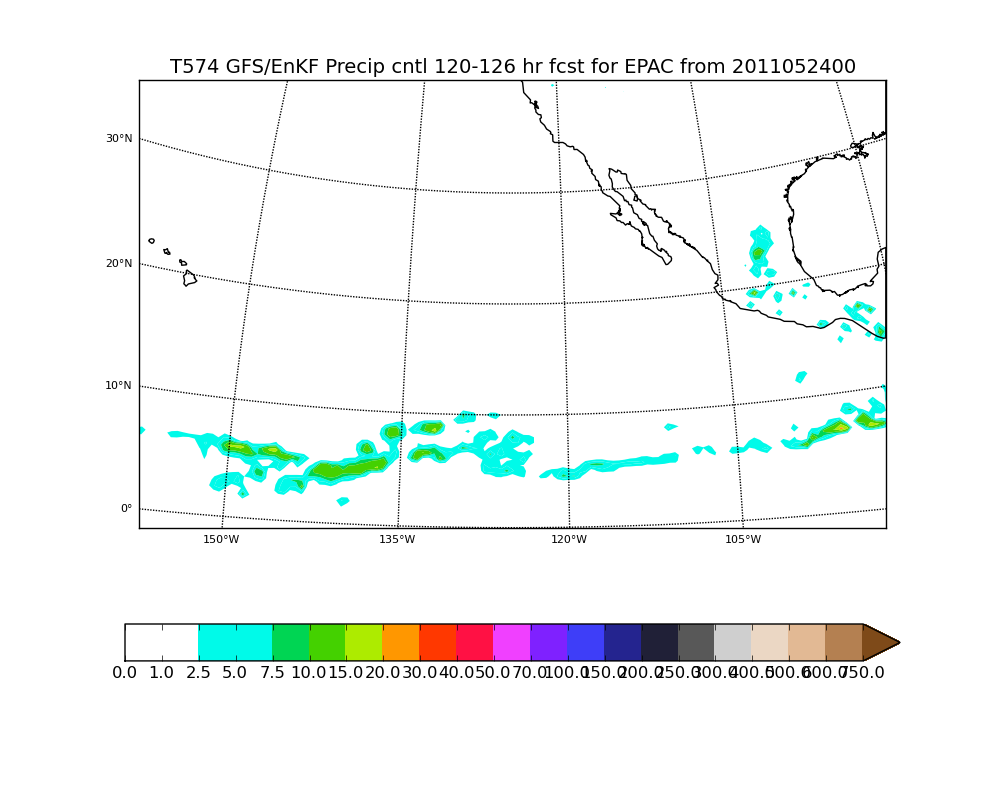 T574 GFS/EnKF Precip cntl 120-126 hr fcst for EPAC from 2011052400
30°N
20°N
10°N
0°
150°W 135°W 120°W 105°W
0.0 1.0 2.5 5.0 7.5 10.0 15.0 20.0 30.0 40.0 50.0 70.0 100.0 150.0 200.0 250.0 300.0 400.0 500.0 600.0 750.0